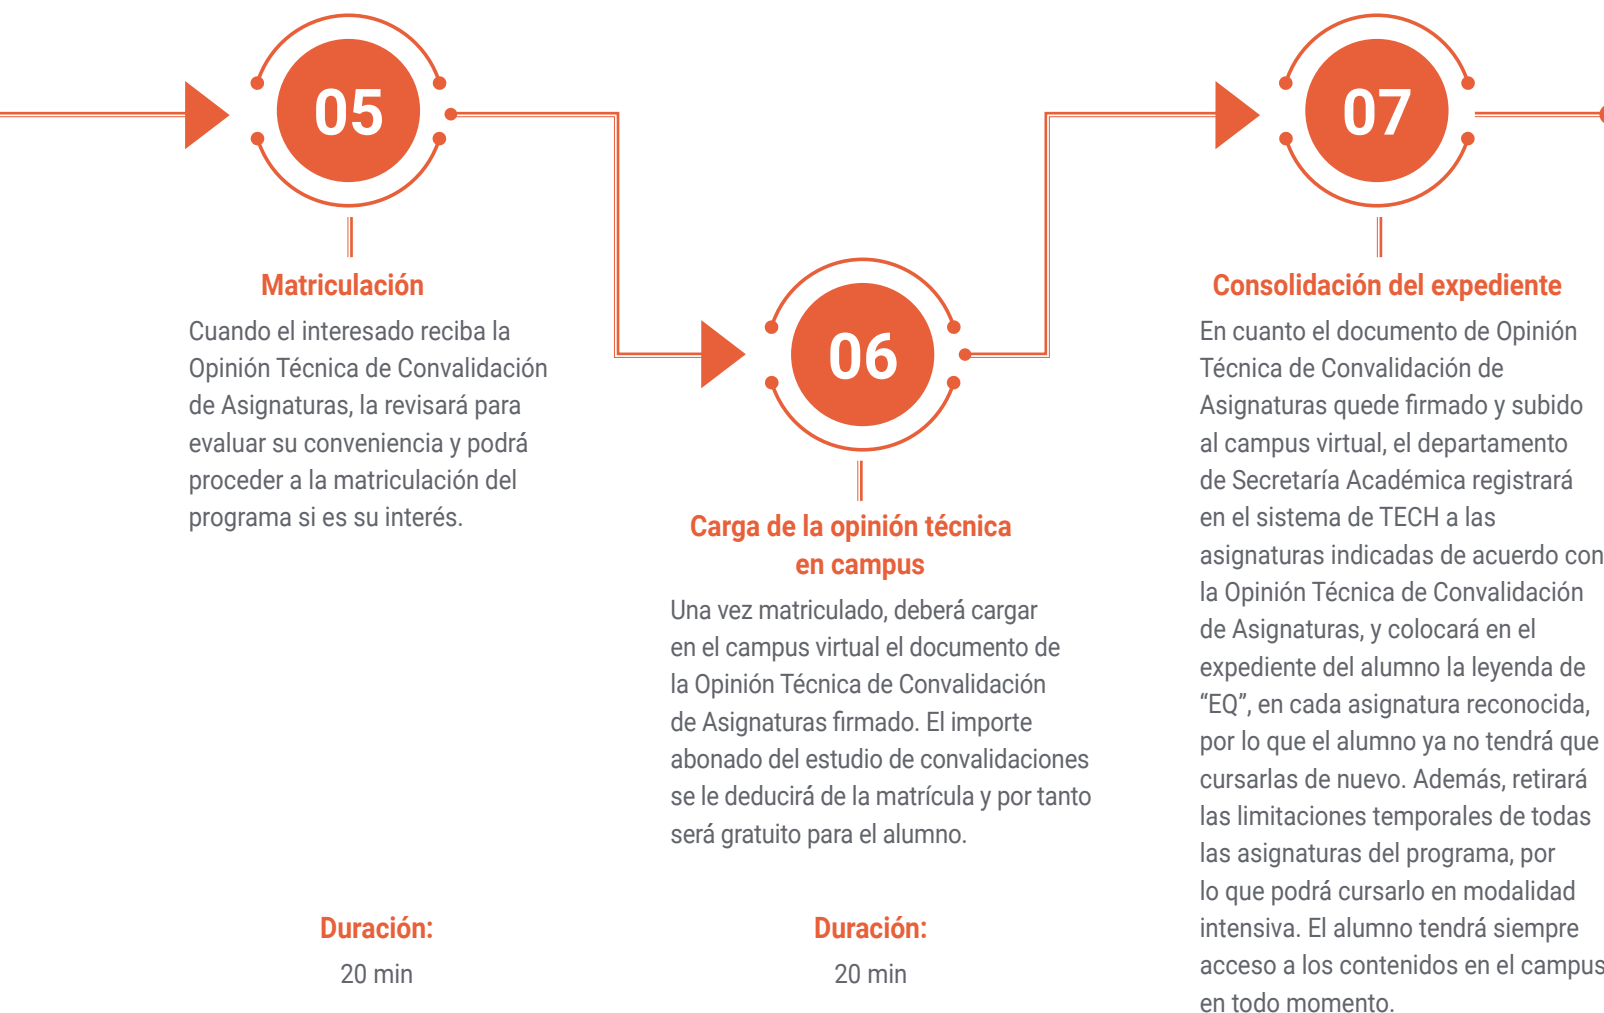 05
Matriculación
Cuando el interesado reciba la
Opinión Técnica de Convalidación
de Asignaturas, la revisará para
evaluar su conveniencia y podrá
proceder a la matriculación del
programa si es su interés.
Duración:
20 min
06
Carga de la opinión técnica
en campus
Una vez matriculado, deberá cargar
en el campus virtual el documento de
la Opinión Técnica de Convalidación
de Asignaturas firmado. El importe
abonado del estudio de convalidaciones
se le deducirá de la matrícula y por tanto
será gratuito para el alumno.
Duración:
20 min
07
Consolidación del expediente
En cuanto el documento de Opinión
Técnica de Convalidación de
Asignaturas quede firmado y subido
al campus virtual, el departamento
de Secretaría Académica registrará
en el sistema de TECH a las
asignaturas indicadas de acuerdo con
la Opinión Técnica de Convalidación
de Asignaturas, y colocará en el
expediente del alumno la leyenda de
“EQ”, en cada asignatura reconocida,
por lo que el alumno ya no tendrá que
cursarlas de nuevo. Además, retirará
las limitaciones temporales de todas
las asignaturas del programa, por
lo que podrá cursarlo en modalidad
intensiva. El alumno tendrá siempre
acceso a los contenidos en el campus
en todo momento.